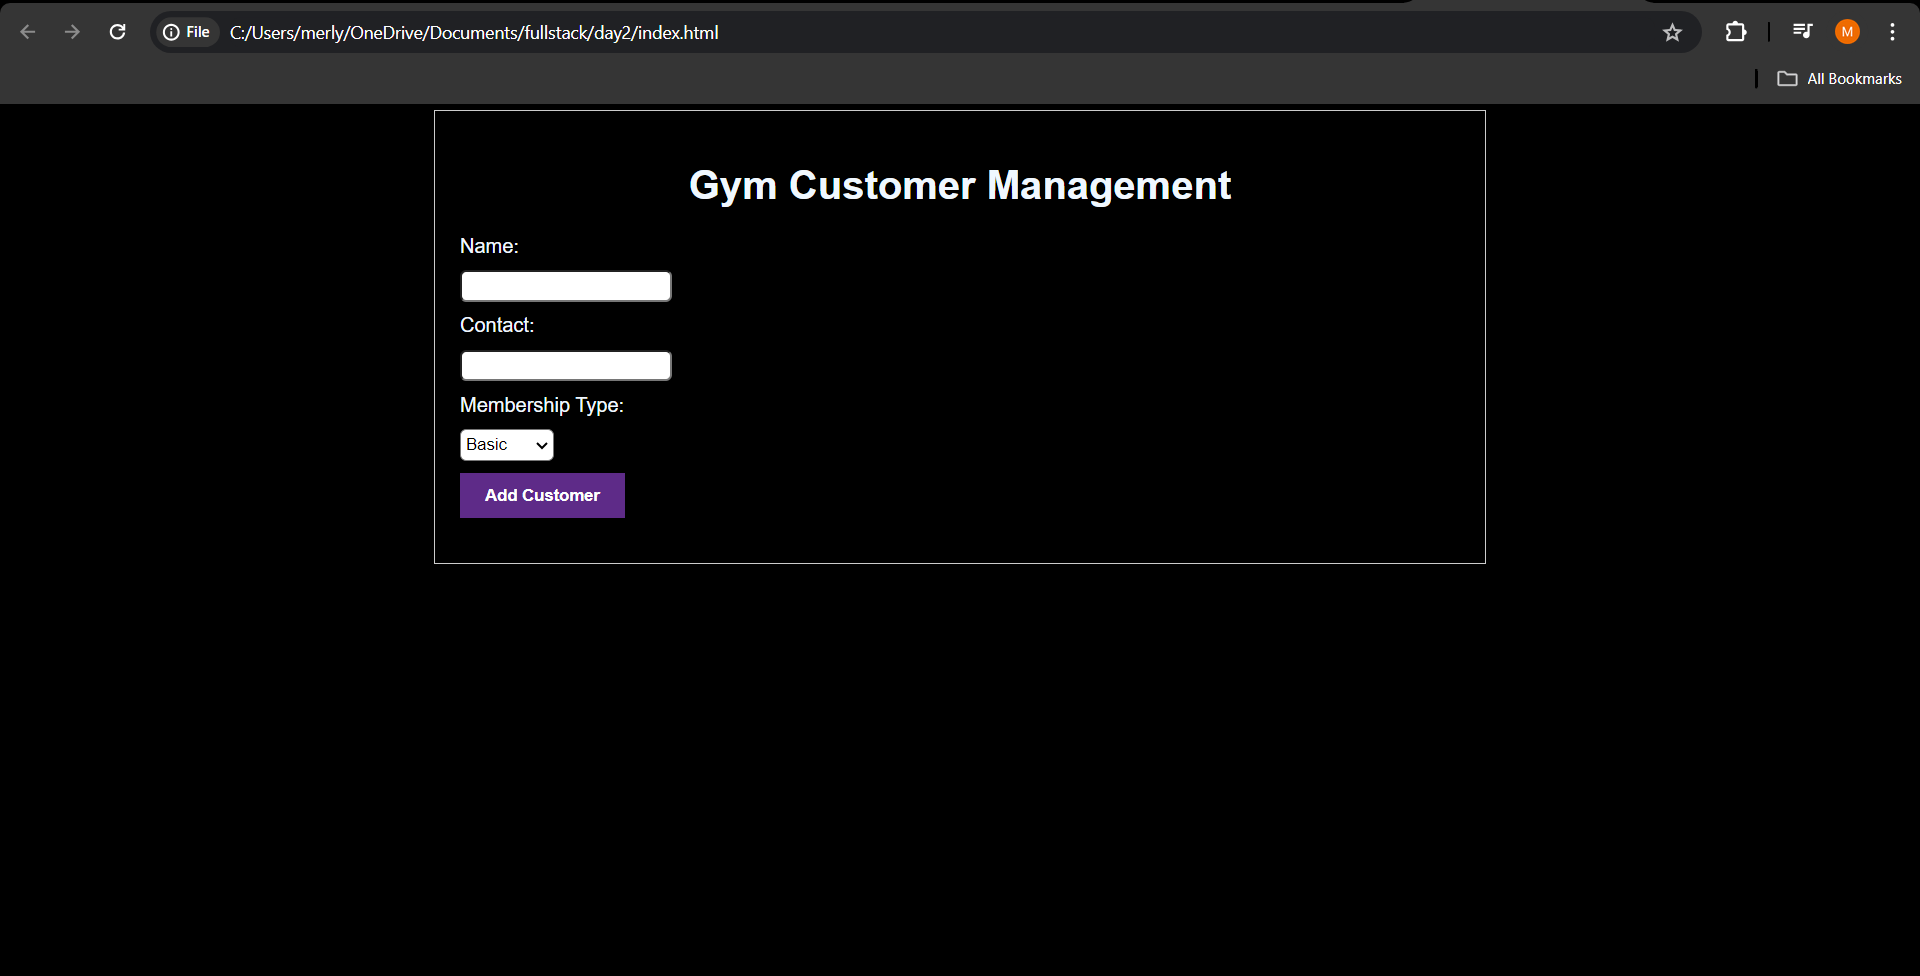 File C:/Users/merly/OneDrive/Documents/fullstack/day2/index.html M
All Bookmarks
Gym Customer Management
Name:
Contact:
Membership Type:
Basic
Add Customer